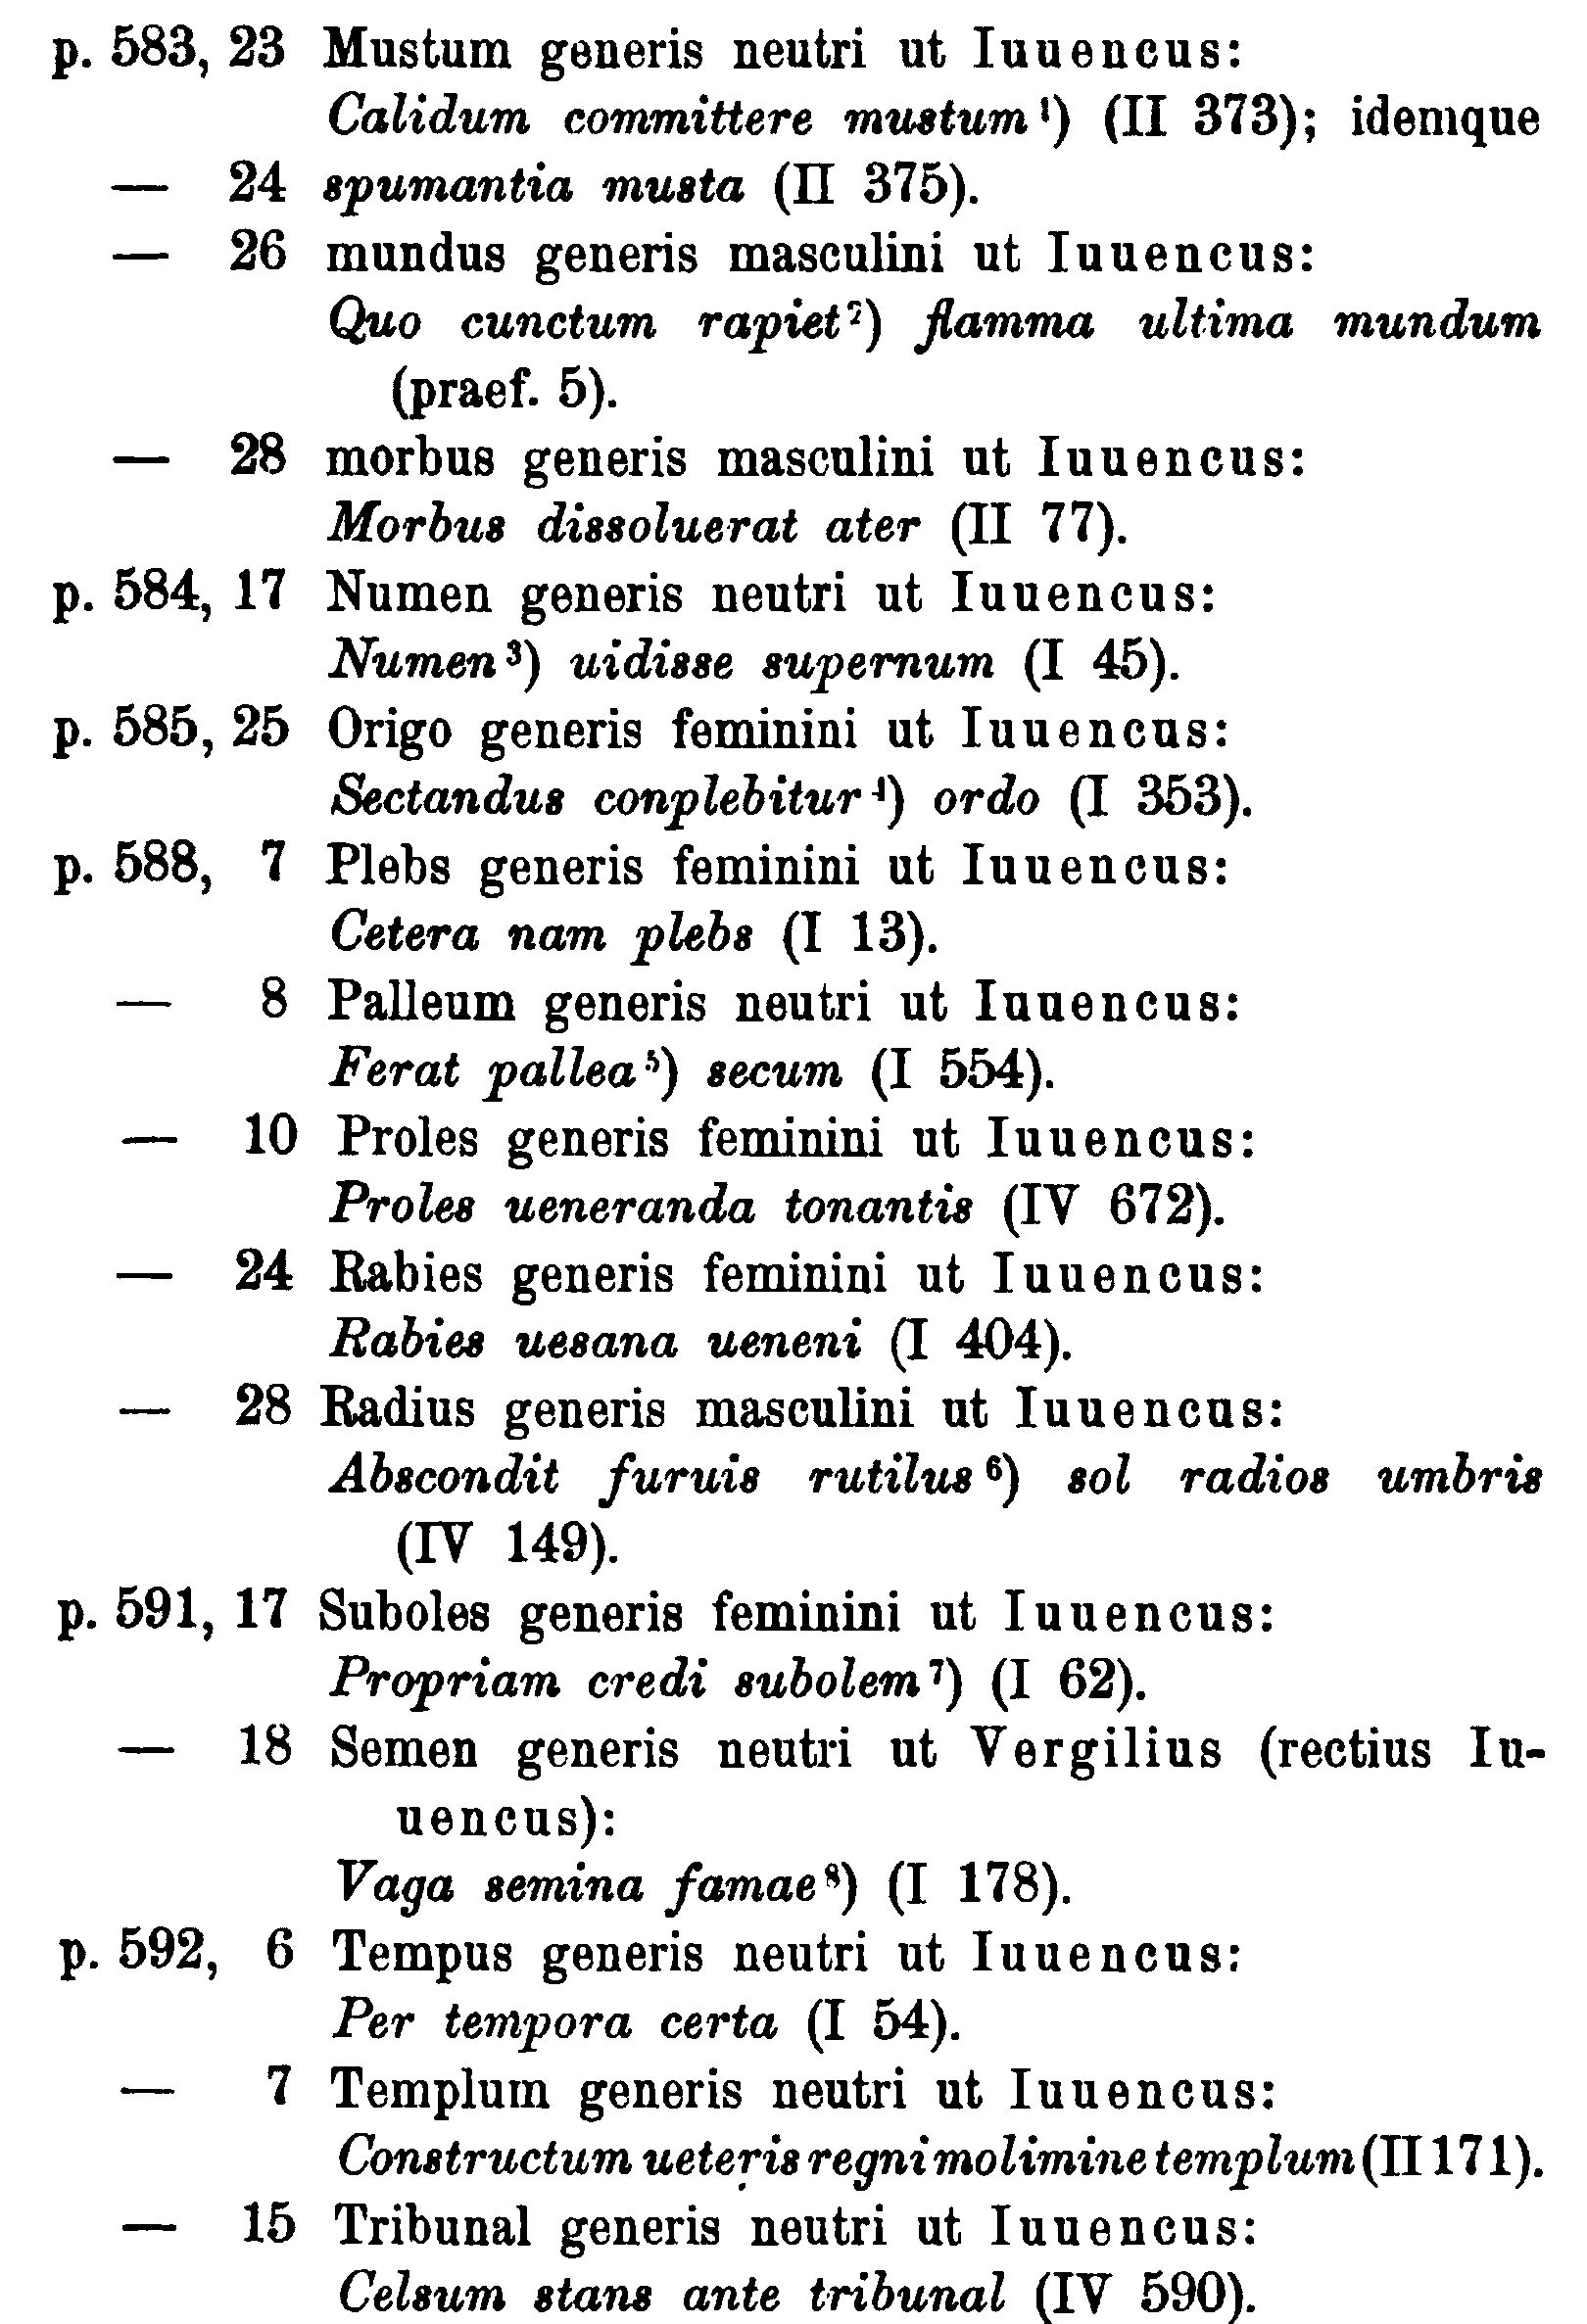 p. 583, 23 Mustum generis neutri ut Iuuencus:
Calidum committere mustum¹) (II 373); idemque
— 24 spumantia musta (II 375).
— 26 mundus generis masculini ut Iuuencus:
Quo cunctum rapiet²) flamma ultima mundum
(praef. 5).
— 28 morbus generis masculini ut Iuuencus:
Morbus dissoluerat ater (II 77).
p. 584, 17 Numen generis neutri ut Iuuencus:
Numen³) uidisse supernum (I 45).
p. 585, 25 Origo generis feminini ut Iuuencus:
Sectandus conplebitur⁴) ordo (I 353).
p. 588, 7 Plebs generis feminini ut Iuuencus:
Cetera nam plebs (I 13).
— 8 Palleum generis neutri ut Iuuencus:
Ferat pallea⁵) secum (I 554).
— 10 Proles generis feminini ut Iuuencus:
Proles ueneranda tonantis (IV 672).
— 24 Rabies generis feminini ut Iuuencus:
Rabies uesana ueneni (I 404).
— 28 Radius generis masculini ut Iuuencus:
Abscondit furuis rutilus⁶) sol radios umbris
(IV 149).
p. 591, 17 Suboles generis feminini ut Iuuencus:
Propriam credi subolem⁷) (I 62).
— 18 Semen generis neutri ut Vergilius (rectius Iu-
uencus):
Vaga semina famae⁸) (I 178).
p. 592, 6 Tempus generis neutri ut Iuuencus:
Per tempora certa (I 54).
— 7 Templum generis neutri ut Iuuencus:
Constructum ueteris regni molimine templum (II 171).
— 15 Tribunal generis neutri ut Iuuencus:
Celsum stans ante tribunal (IV 590).